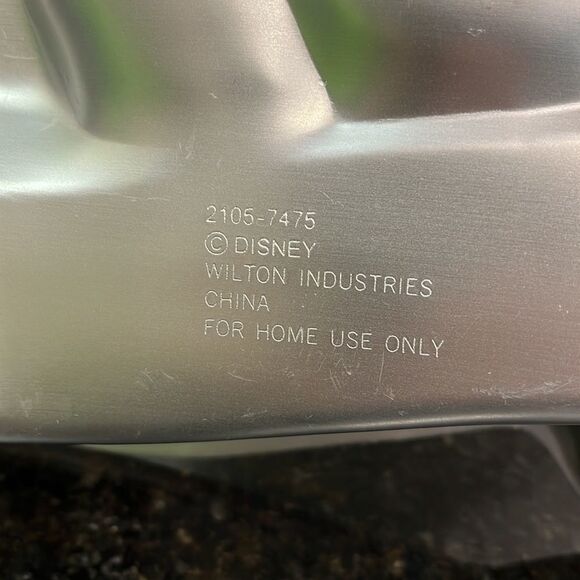 2105-7475
© DISNEY
WILTON INDUSTRIES
CHINA
FOR HOME USE ONLY